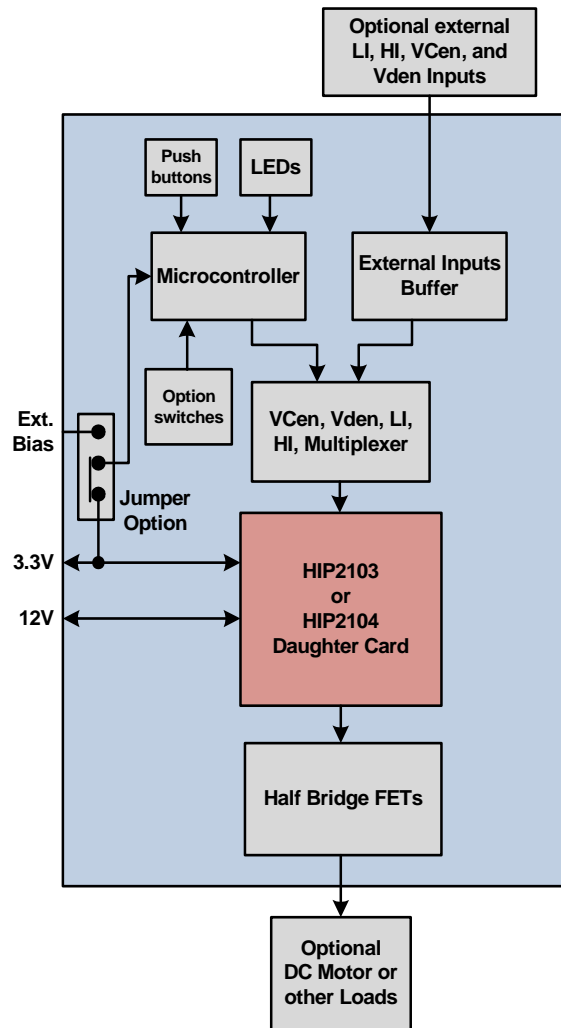 Optional external
LI, HI, VCen, and
Vden Inputs
Push
buttons
LEDs
Microcontroller
External Inputs
Buffer
Option
switches
VCen, Vden, LI,
HI, Multiplexer
Ext.
Bias
Jumper
Option
3.3V
12V
HIP2103
or
HIP2104
Daughter Card
Half Bridge FETs
Optional
DC Motor or
other Loads